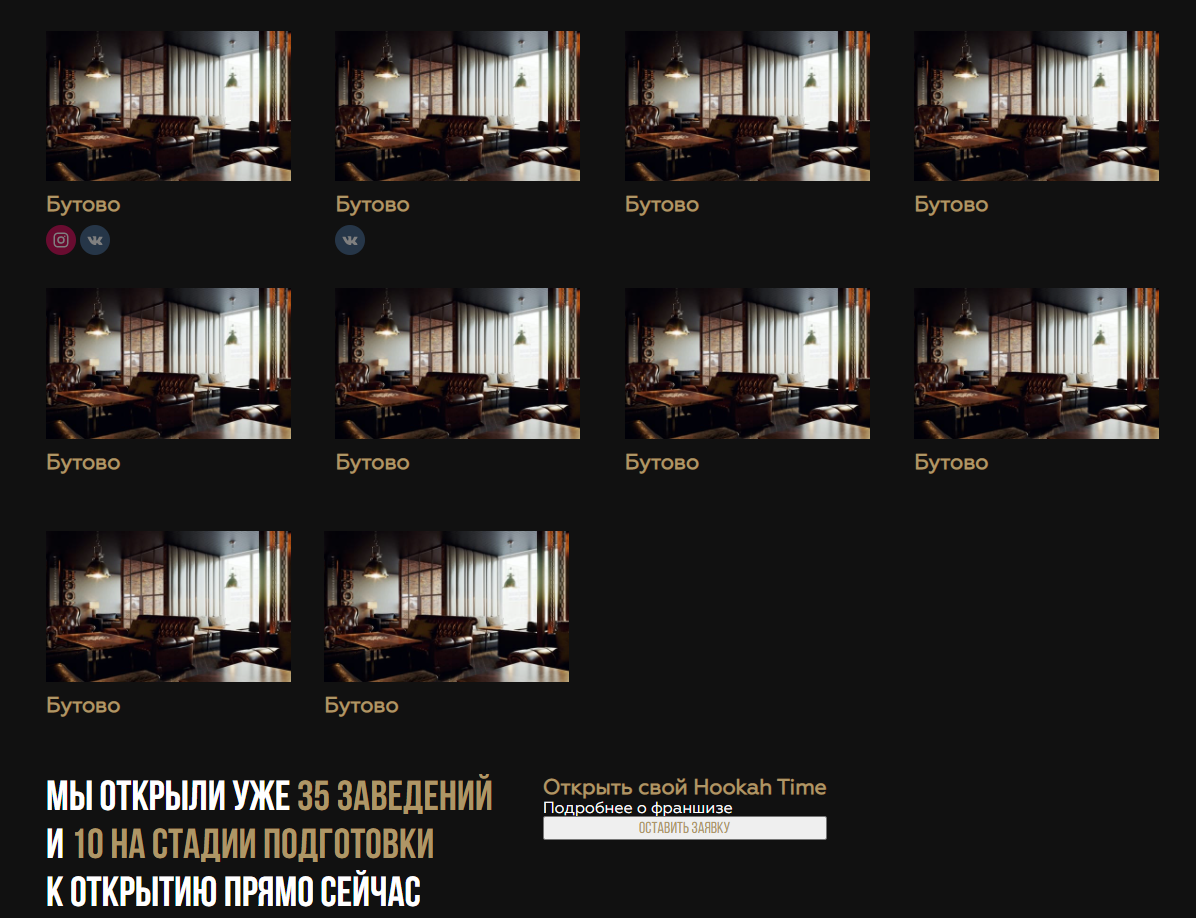 Бутово
Бутово
Бутово
Бутово
Бутово
Бутово
Бутово
Бутово
Бутово
Бутово
МЫ ОТКРЫЛИ УЖЕ 35 ЗАВЕДЕНИЙ
И 10 НА СТАДИИ ПОДГОТОВКИ
К ОТКРЫТИЮ ПРЯМО СЕЙЧАС
Открыть свой Hookah Time
Подробнее о франшизе
ОСТАВИТЬ ЗАЯВКУ